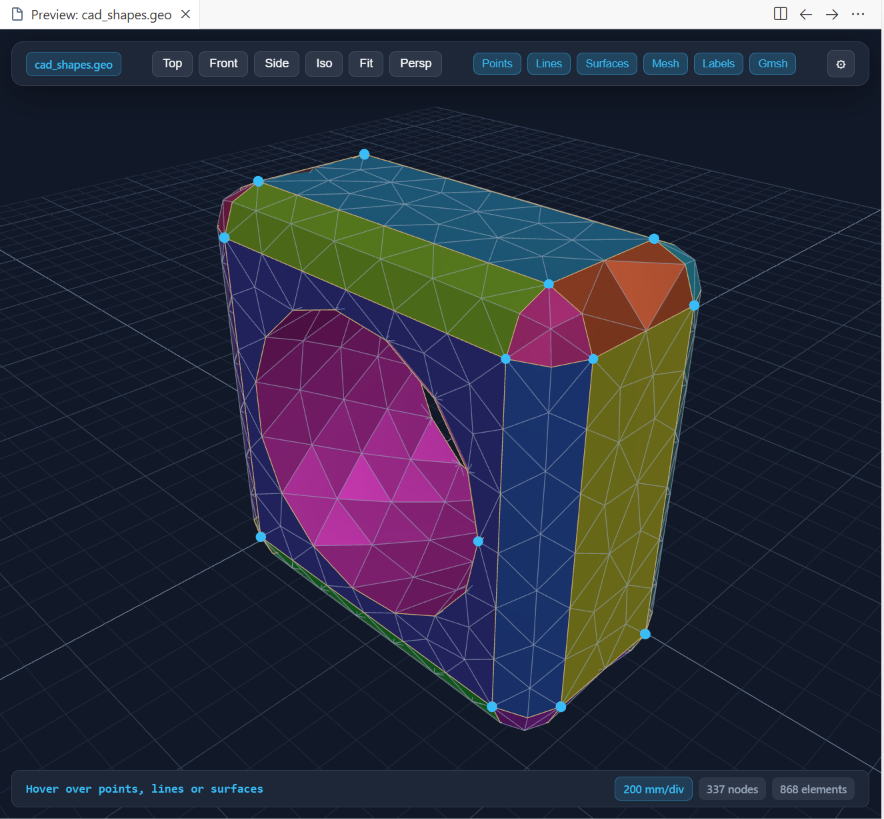 Preview: cad_shapes.geo
cad_shapes.geo Top Front Side Iso Fit Persp Points Lines Surfaces Mesh Labels Gmsh
Hover over points, lines or surfaces 200 mm/div 337 nodes 868 elements